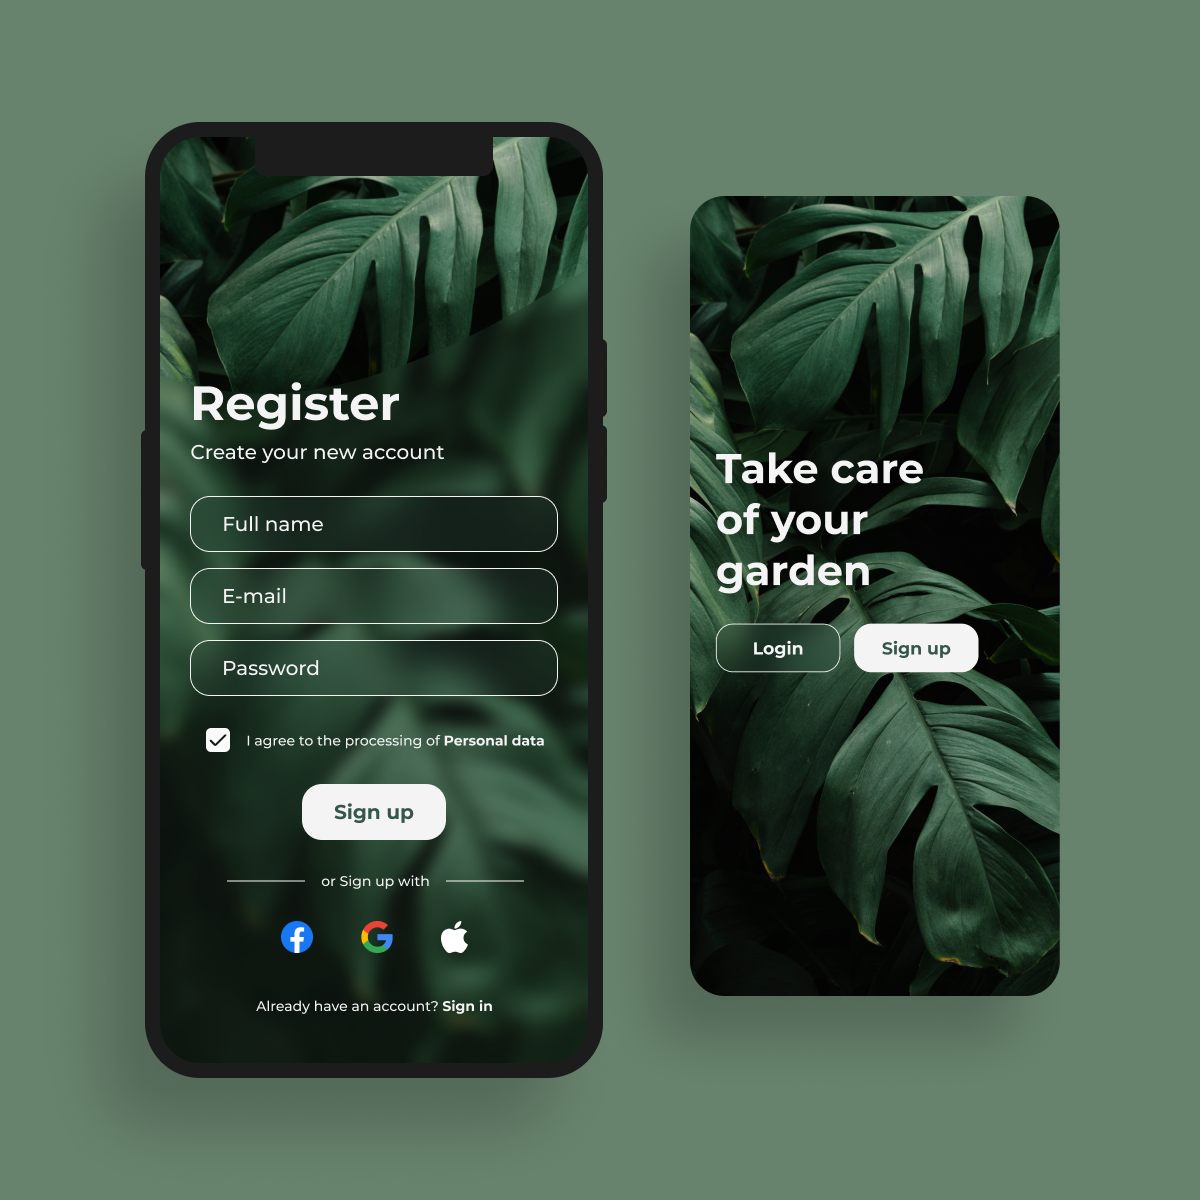 Register
Create your new account
Full name
E-mail
Password
I agree to the processing of Personal data
Sign up
or Sign up with
Already have an account? Sign in
Take care
of your
garden
Login
Sign up